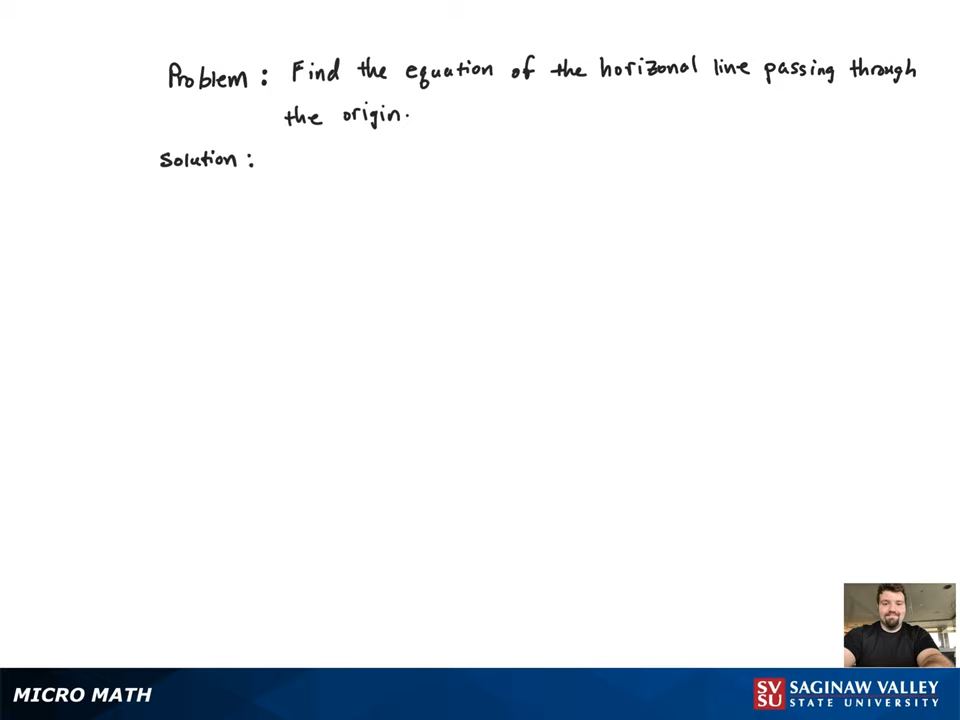 Problem: Find the equation of the horizonal line passing through
the origin.
Solution:
MICRO MATH
SV SU SAGINAW VALLEY
STATE UNIVERSITY